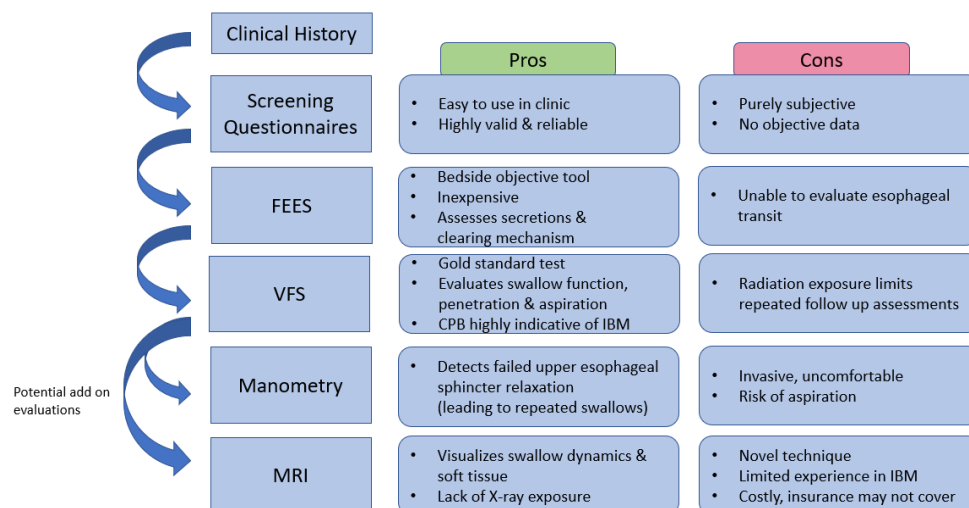 Clinical History
Pros
Cons
Screening
Questionnaires
• Easy to use in clinic
• Highly valid & reliable
• Purely subjective
• No objective data
FEES
• Bedside objective tool
• Inexpensive
• Assesses secretions &
clearing mechanism
• Unable to evaluate esophageal
transit
VFS
• Gold standard test
• Evaluates swallow function,
penetration & aspiration
• CPB highly indicative of IBM
• Radiation exposure limits
repeated follow up assessments
Potential add on
evaluations
Manometry
• Detects failed upper esophageal
sphincter relaxation
(leading to repeated swallows)
• Invasive, uncomfortable
• Risk of aspiration
MRI
• Visualizes swallow dynamics &
soft tissue
• Lack of X-ray exposure
• Novel technique
• Limited experience in IBM
• Costly, insurance may not cover